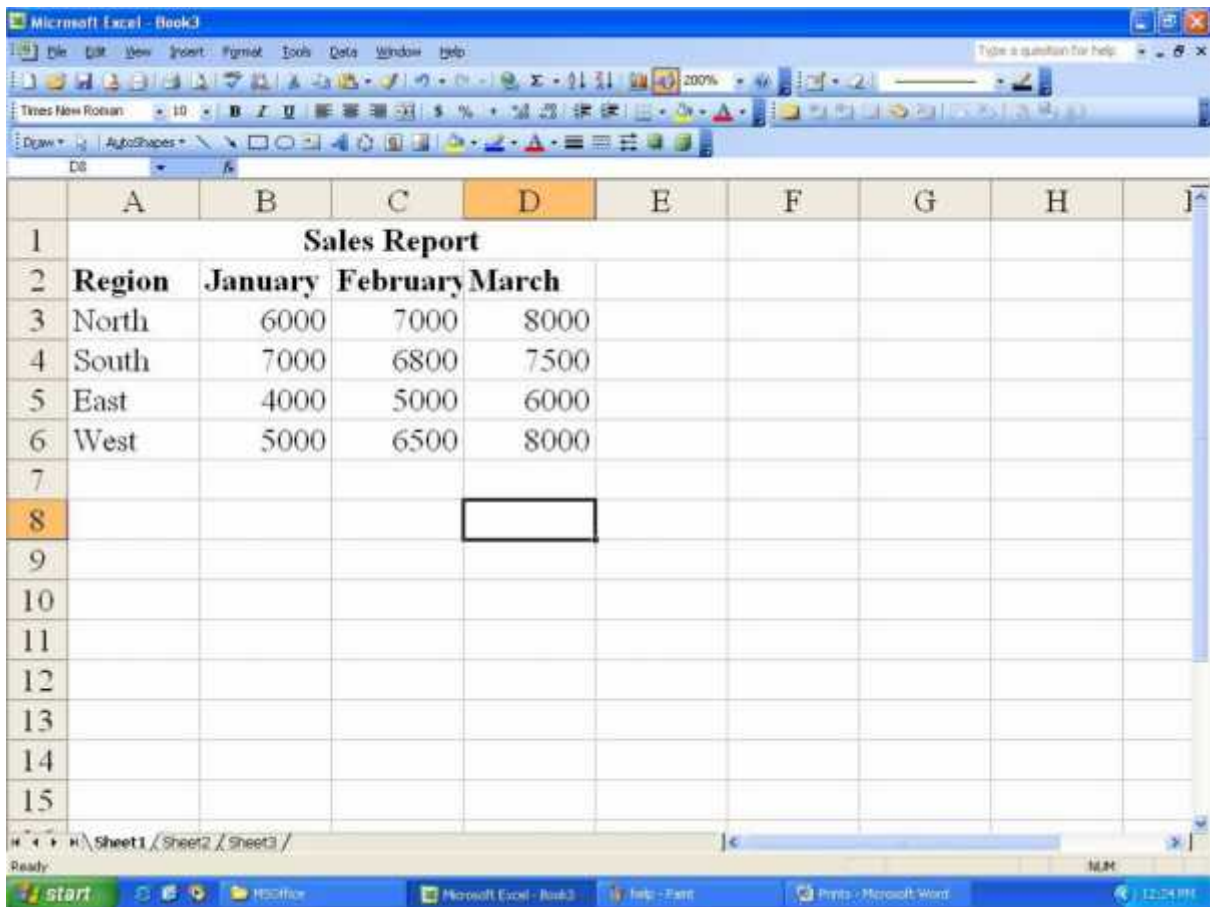 Microsoft Excel - Book3
File Edit View Insert Format Tools Data Window Help Type a question for help
200%
Times New Roman 10 B I U $ %
Draw AutoShapes
D8 fx
A B C D E F G H I
1 Sales Report
2 Region January February March
3 North 6000 7000 8000
4 South 7000 6800 7500
5 East 4000 5000 6000
6 West 5000 6500 8000
7
8
9
10
11
12
13
14
15
Sheet1 / Sheet2 / Sheet3 /
Ready NUM
start MSOffice Microsoft Excel - Book3 help - Paint Prints - Microsoft Word 12:24 PM